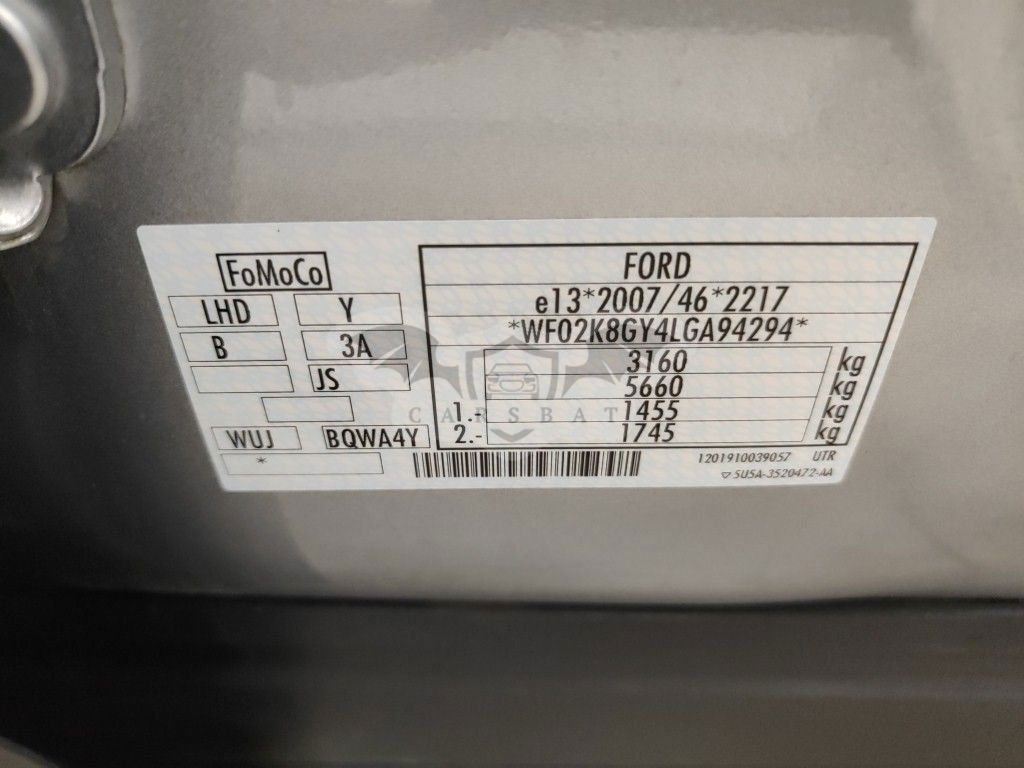 FoMoCo
LHD Y
B 3A
JS
WUJ BQWA4Y
*
FORD
e13*2007/46*2217
*WF02K8GY4LGA94294*
3160 kg
5660 kg
1.- 1455 kg
2.- 1745 kg
1201910039057 UTR
SU5A-3520472-AA
CARSBAT